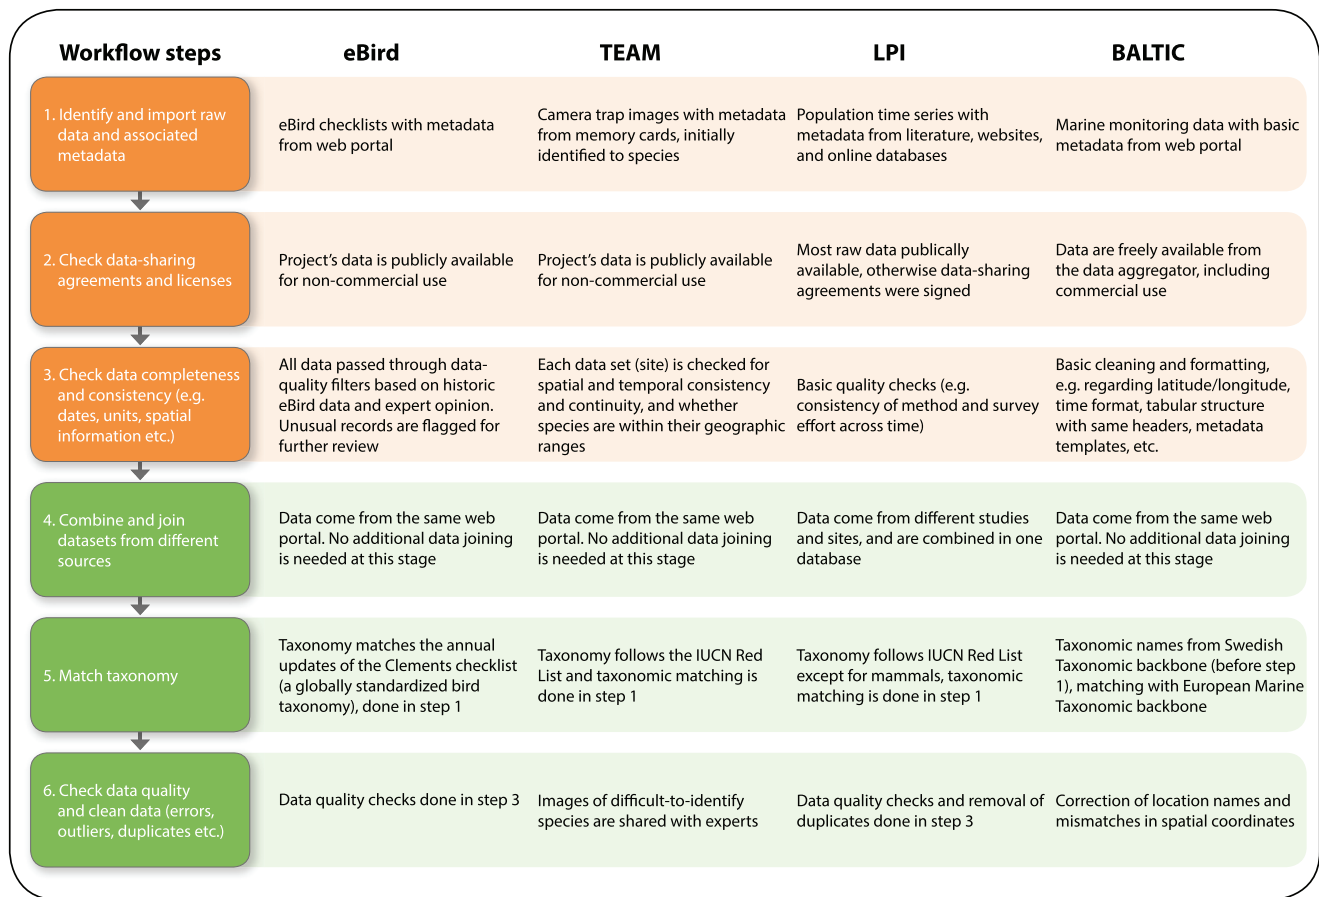 Workflow steps
eBird
TEAM
LPI
BALTIC
1. Identify and import raw
data and associated
metadata
eBird checklists with metadata
from web portal
Camera trap images with metadata
from memory cards, initially
identified to species
Population time series with
metadata from literature, websites,
and online databases
Marine monitoring data with basic
metadata from web portal
2. Check data-sharing
agreements and licenses
Project’s data is publicly available
for non-commercial use
Project’s data is publicly available
for non-commercial use
Most raw data publically
available, otherwise data-sharing
agreements were signed
Data are freely available from
the data aggregator, including
commercial use
3. Check data completeness
and consistency (e.g.
dates, units, spatial
information etc.)
All data passed through data-
quality filters based on historic
eBird data and expert opinion.
Unusual records are flagged for
further review
Each data set (site) is checked for
spatial and temporal consistency
and continuity, and whether
species are within their geographic
ranges
Basic quality checks (e.g.
consistency of method and survey
effort across time)
Basic cleaning and formatting,
e.g. regarding latitude/longitude,
time format, tabular structure
with same headers, metadata
templates, etc.
4. Combine and join
datasets from different
sources
Data come from the same web
portal. No additional data joining
is needed at this stage
Data come from the same web
portal. No additional data joining
is needed at this stage
Data come from different studies
and sites, and are combined in one
database
Data come from the same web
portal. No additional data joining
is needed at this stage
5. Match taxonomy
Taxonomy matches the annual
updates of the Clements checklist
(a globally standardized bird
taxonomy), done in step 1
Taxonomy follows the IUCN Red
List and taxonomic matching is
done in step 1
Taxonomy follows IUCN Red List
except for mammals, taxonomic
matching is done in step 1
Taxonomic names from Swedish
Taxonomic backbone (before step
1), matching with European Marine
Taxonomic backbone
6. Check data quality
and clean data (errors,
outliers, duplicates etc.)
Data quality checks done in step 3
Images of difficult-to-identify
species are shared with experts
Data quality checks and removal of
duplicates done in step 3
Correction of location names and
mismatches in spatial coordinates